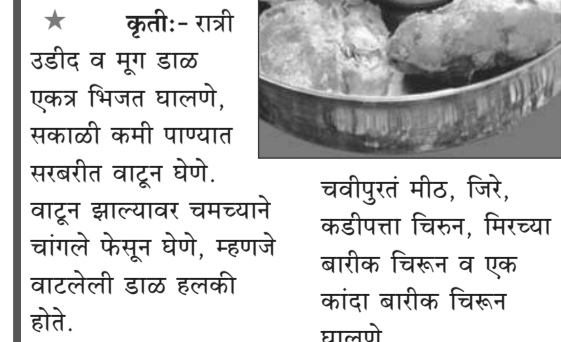 ★ कृती:- रात्री
उडीद व मूग डाळ
एकत्र भिजत घालणे,
सकाळी कमी पाण्यात
सरबरीत वाटून घेणे.
वाटून झाल्यावर चमच्याने
चांगले फेसून घेणे, म्हणजे
वाटलेली डाळ हलकी
होते.
चवीपुरतं मीठ, जिरे,
कडीपत्ता चिरुन, मिरच्या
बारीक चिरून व एक
कांदा बारीक चिरून
घालणे